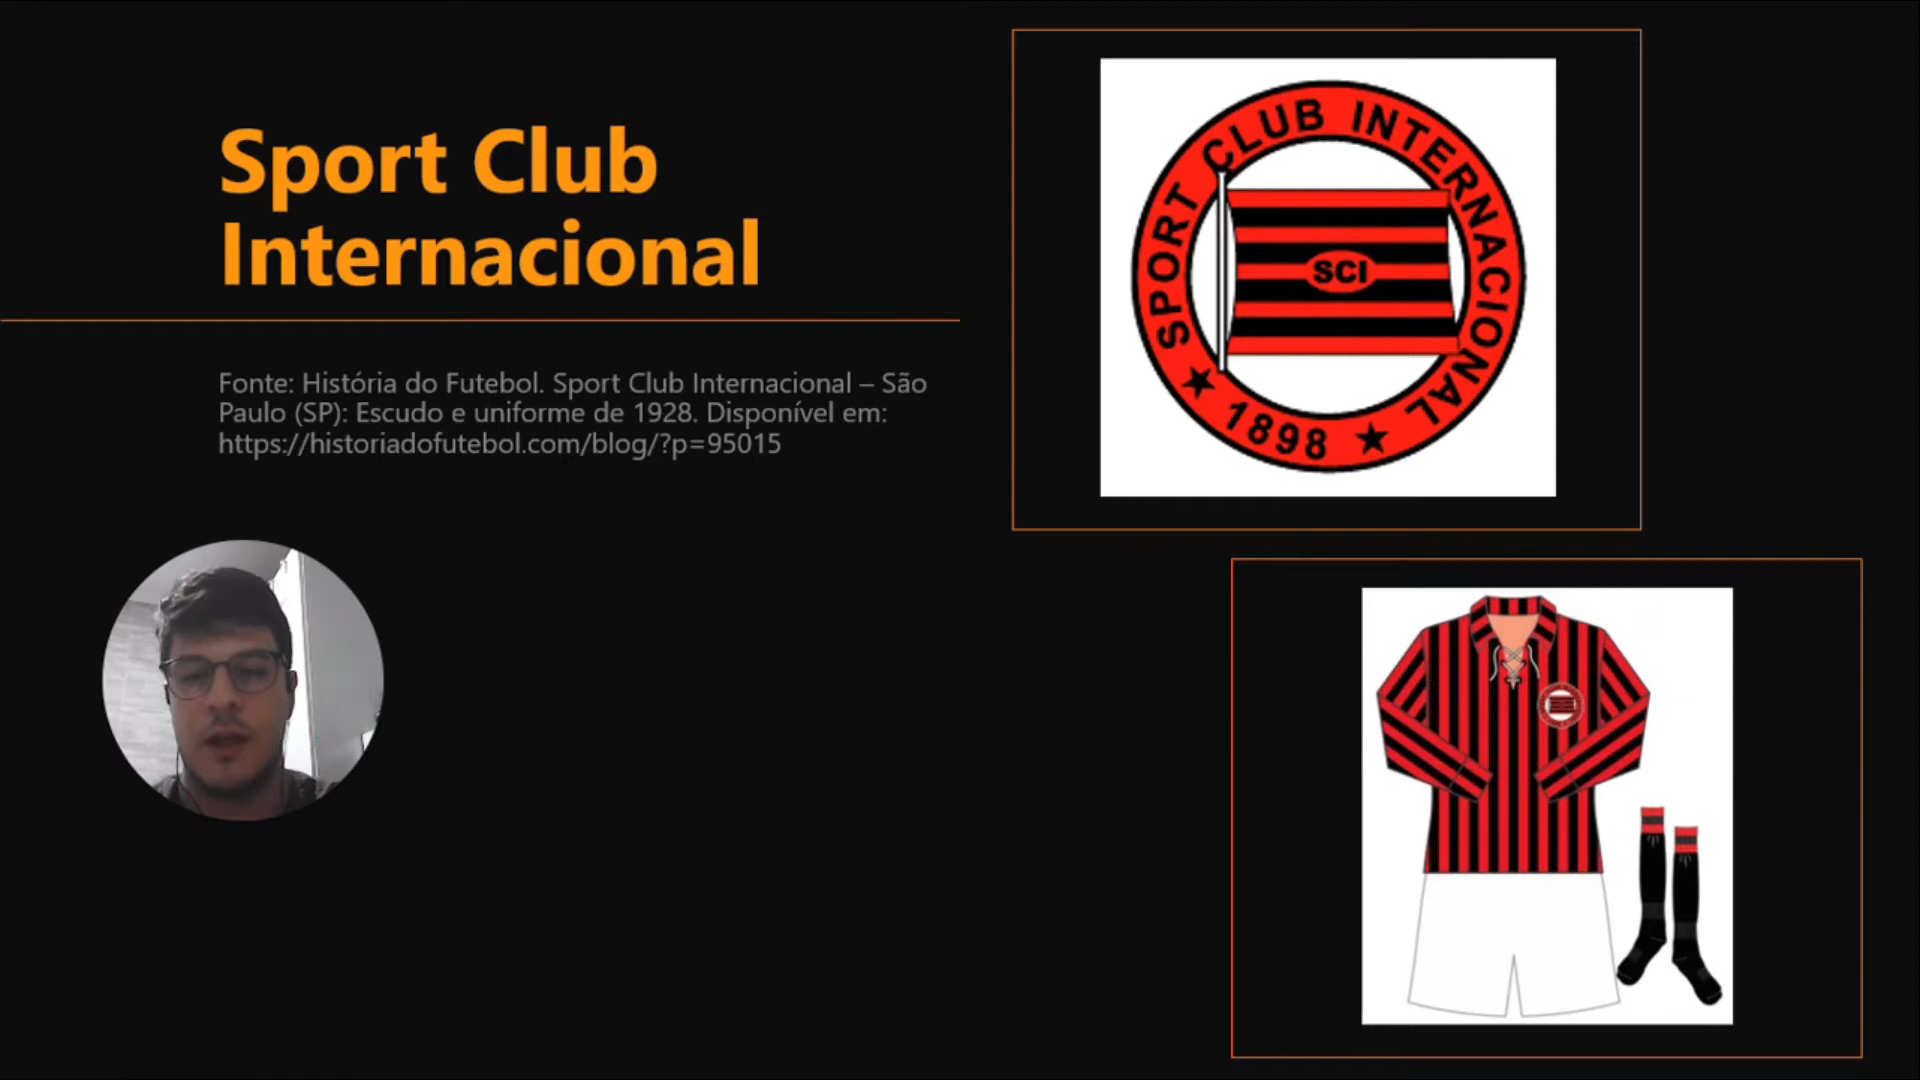 Sport Club
Internacional
Fonte: História do Futebol. Sport Club Internacional – São
Paulo (SP): Escudo e uniforme de 1928. Disponível em:
https://historiadofutebol.com/blog/?p=95015
SPORT CLUB INTERNACIONAL
SCI
★ 1898 ★